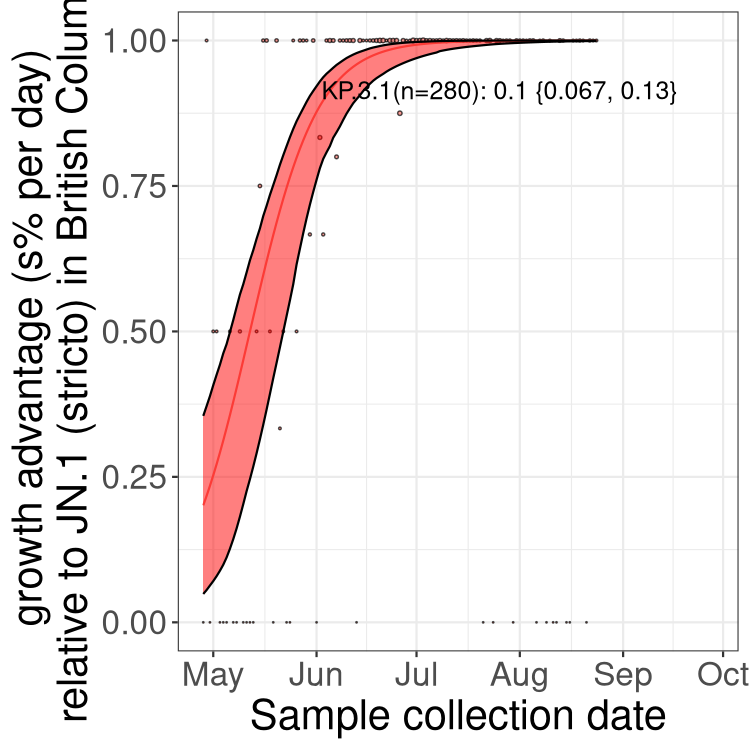 growth advantage (s% per day)
relative to JN.1 (stricto) in British Colum
1.00
0.75
0.50
0.25
0.00
KP.3.1(n=280): 0.1 {0.067, 0.13}
May Jun Jul Aug Sep Oct
Sample collection date